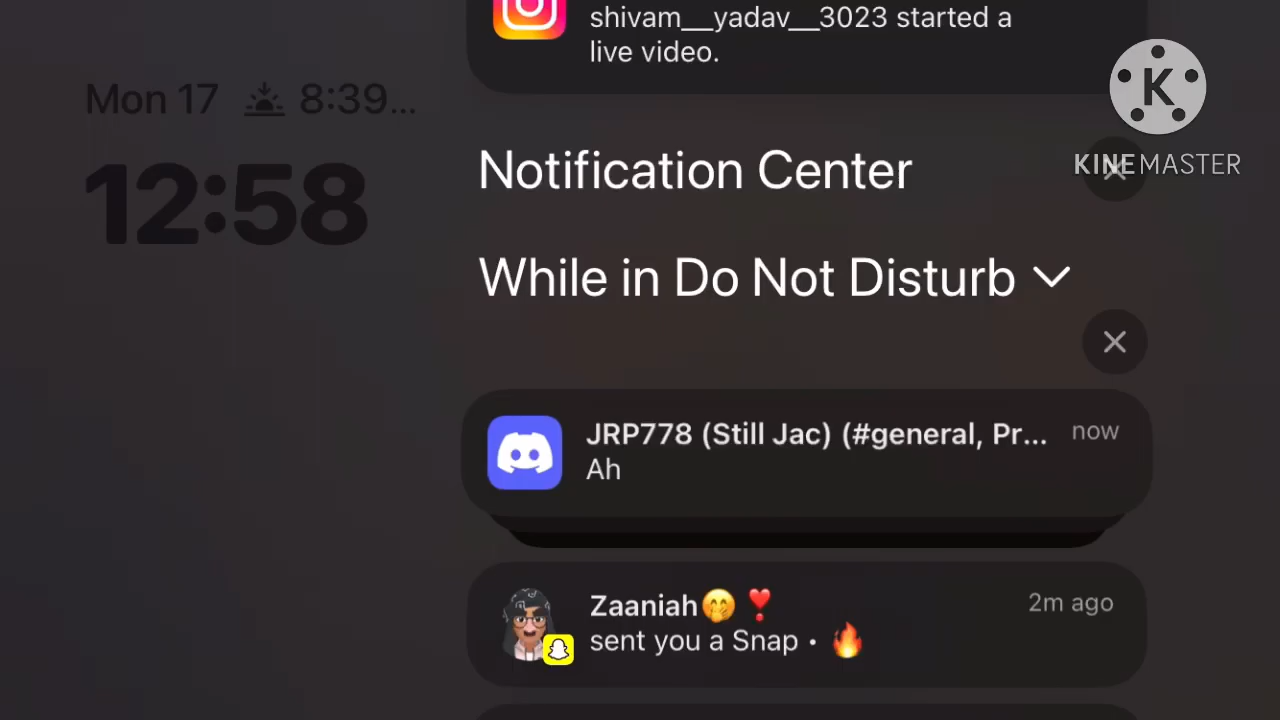 shivam__yadav__3023 started a
live video.
Mon 17 8:39...
12:58
K
KINEMASTER
Notification Center
While in Do Not Disturb
JRP778 (Still Jac) (#general, Pr... now
Ah
Zaaniah🤭❣️ 2m ago
sent you a Snap • 🔥